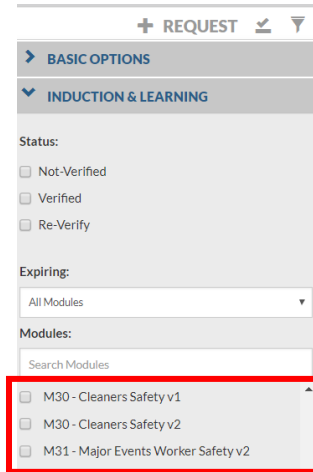 + REQUEST
BASIC OPTIONS
INDUCTION & LEARNING
Status:
Not-Verified
Verified
Re-Verify
Expiring:
All Modules
Modules:
Search Modules
M30 - Cleaners Safety v1
M30 - Cleaners Safety v2
M31 - Major Events Worker Safety v2